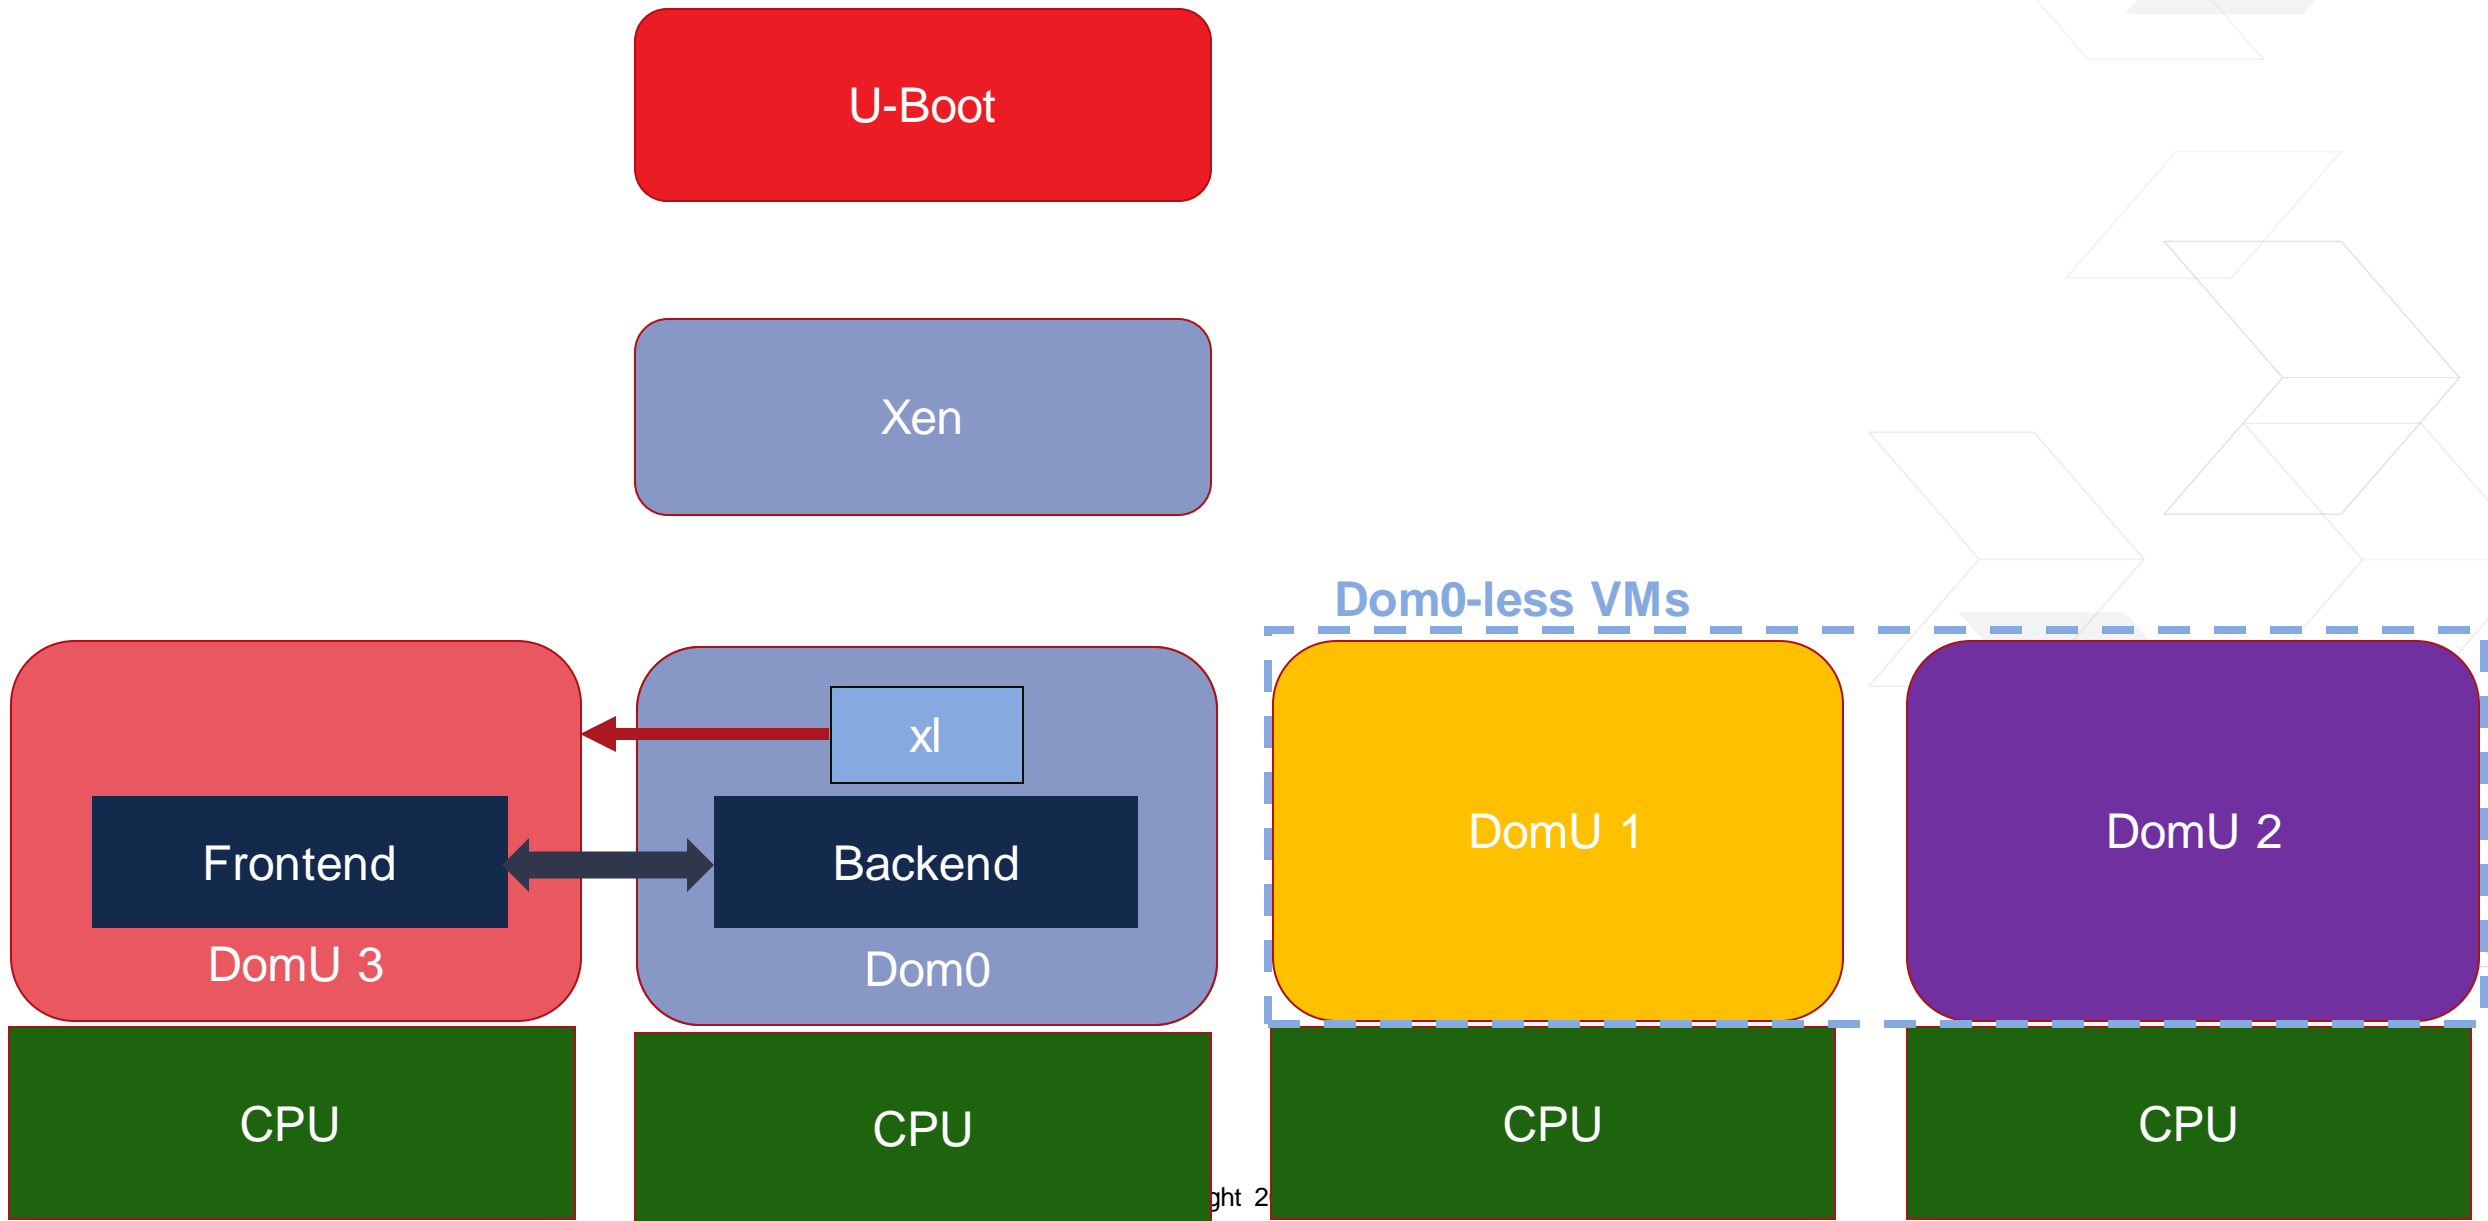 U-Boot
Xen
Dom0-less VMs
xl
Frontend
Backend
DomU 3
Dom0
DomU 1
DomU 2
CPU
CPU
CPU
CPU